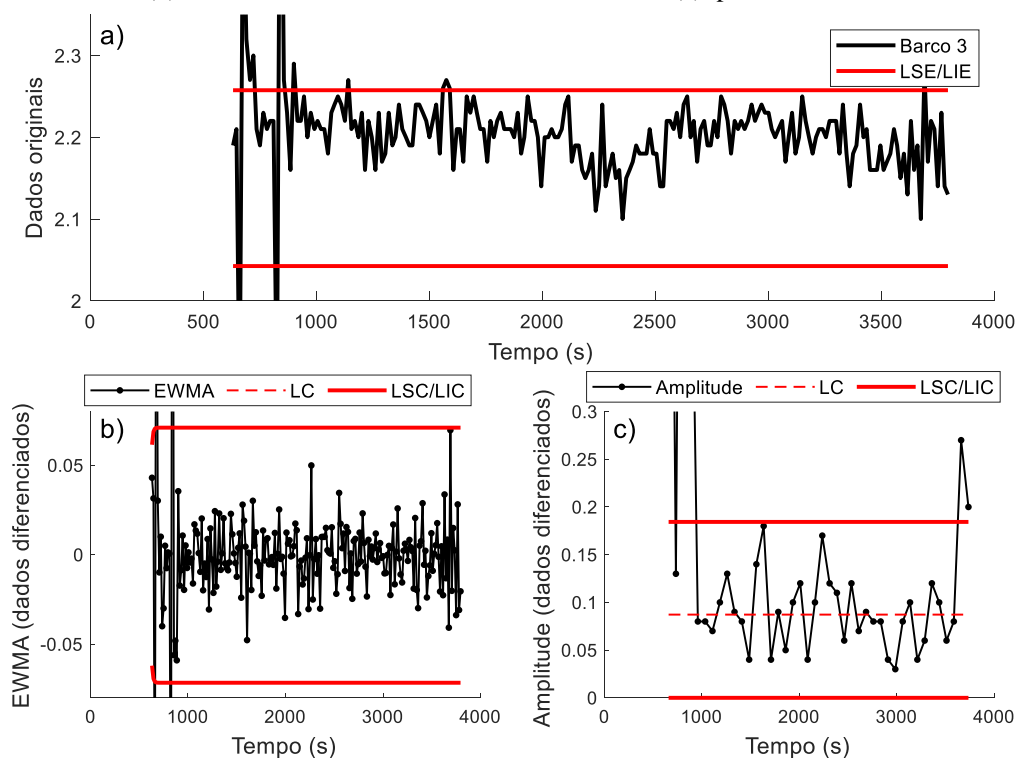 a)
Barco 3
LSE/LIE
Dados originais
2.3
2.2
2.1
2
0 500 1000 1500 2000 2500 3000 3500 4000
Tempo (s)
EWMA LC LSC/LIC
b)
EWMA (dados diferenciados)
0.05
0
-0.05
0 1000 2000 3000 4000
Tempo (s)
Amplitude LC LSC/LIC
c)
Amplitude (dados diferenciados)
0.3
0.25
0.2
0.15
0.1
0.05
0
0 1000 2000 3000 4000
Tempo (s)